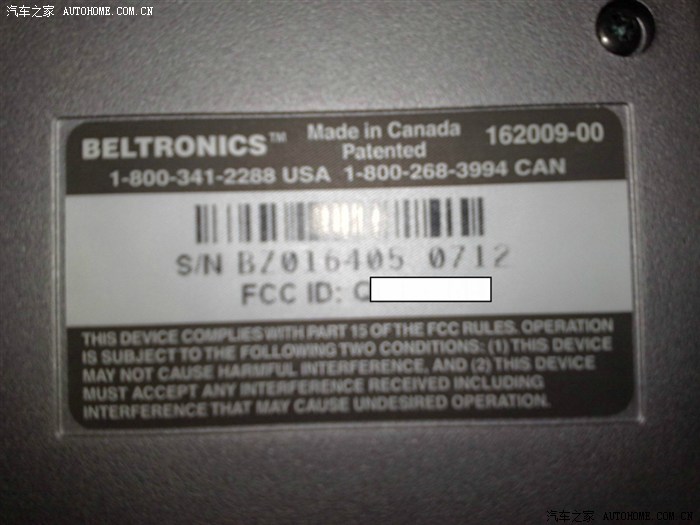 汽车之家 AUTOHOME.COM.CN
BELTRONICS™ Made in Canada Patented 162009-00
1-800-341-2288 USA 1-800-268-3994 CAN
S/N BZ016405 0712
FCC ID:
THIS DEVICE COMPLIES WITH PART 15 OF THE FCC RULES. OPERATION
IS SUBJECT TO THE FOLLOWING TWO CONDITIONS: (1) THIS DEVICE
MAY NOT CAUSE HARMFUL INTERFERENCE, AND (2) THIS DEVICE
MUST ACCEPT ANY INTERFERENCE RECEIVED INCLUDING
INTERFERENCE THAT MAY CAUSE UNDESIRED OPERATION.
汽车之家 AUTOHOME.COM.CN